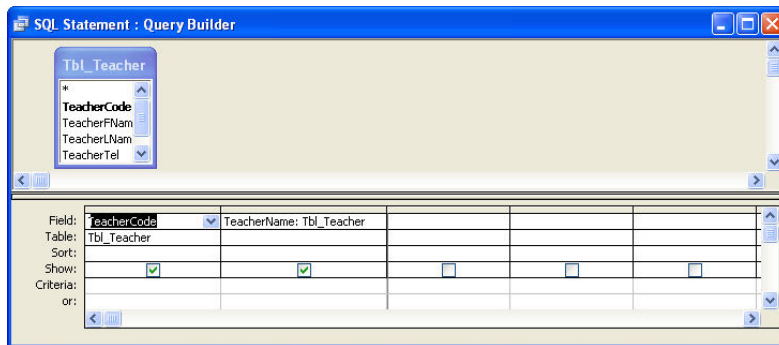 SQL Statement : Query Builder
Tbl_Teacher
*
TeacherCode
TeacherFNam
TeacherLNam
TeacherTel
Field: TeacherCode TeacherName: Tbl_Teacher
Table: Tbl_Teacher
Sort:
Show:
Criteria:
or: